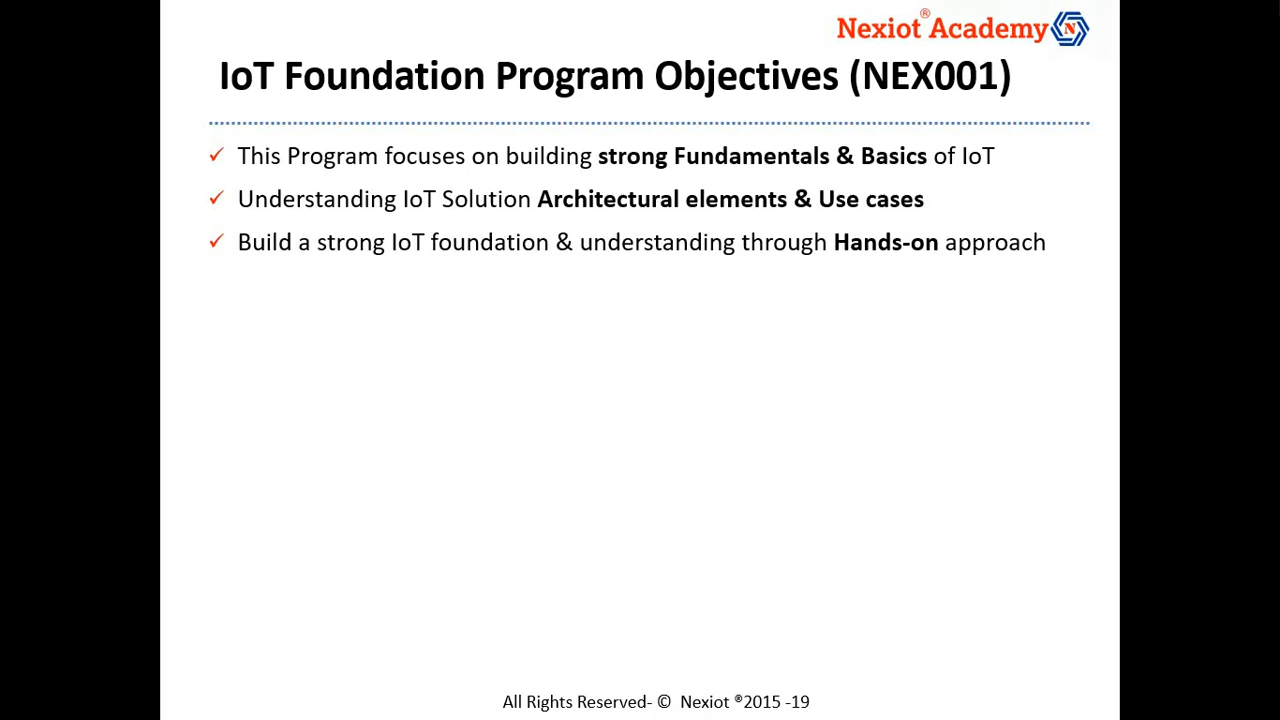 Nexiot® Academy N
IoT Foundation Program Objectives (NEX001)
✓ This Program focuses on building strong Fundamentals & Basics of IoT
✓ Understanding IoT Solution Architectural elements & Use cases
✓ Build a strong IoT foundation & understanding through Hands-on approach
All Rights Reserved- © Nexiot ®2015 -19